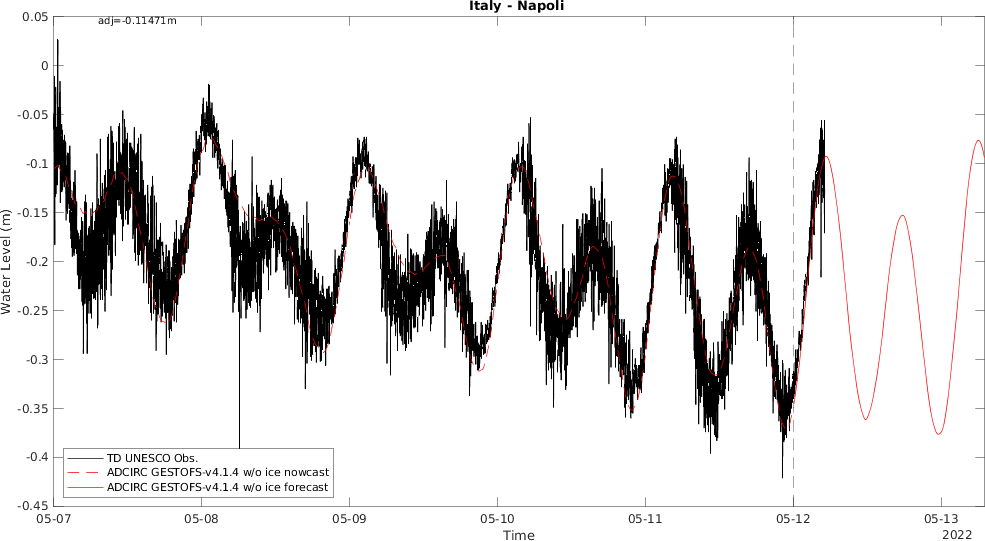 Italy - Napoli
adj=-0.11471m
0.05
0
-0.05
-0.1
-0.15
-0.2
-0.25
-0.3
-0.35
-0.4
-0.45
Water Level (m)
TD UNESCO Obs.
ADCIRC GESTOFS-v4.1.4 w/o ice nowcast
ADCIRC GESTOFS-v4.1.4 w/o ice forecast
05-07 05-08 05-09 05-10 05-11 05-12 05-13
Time
2022